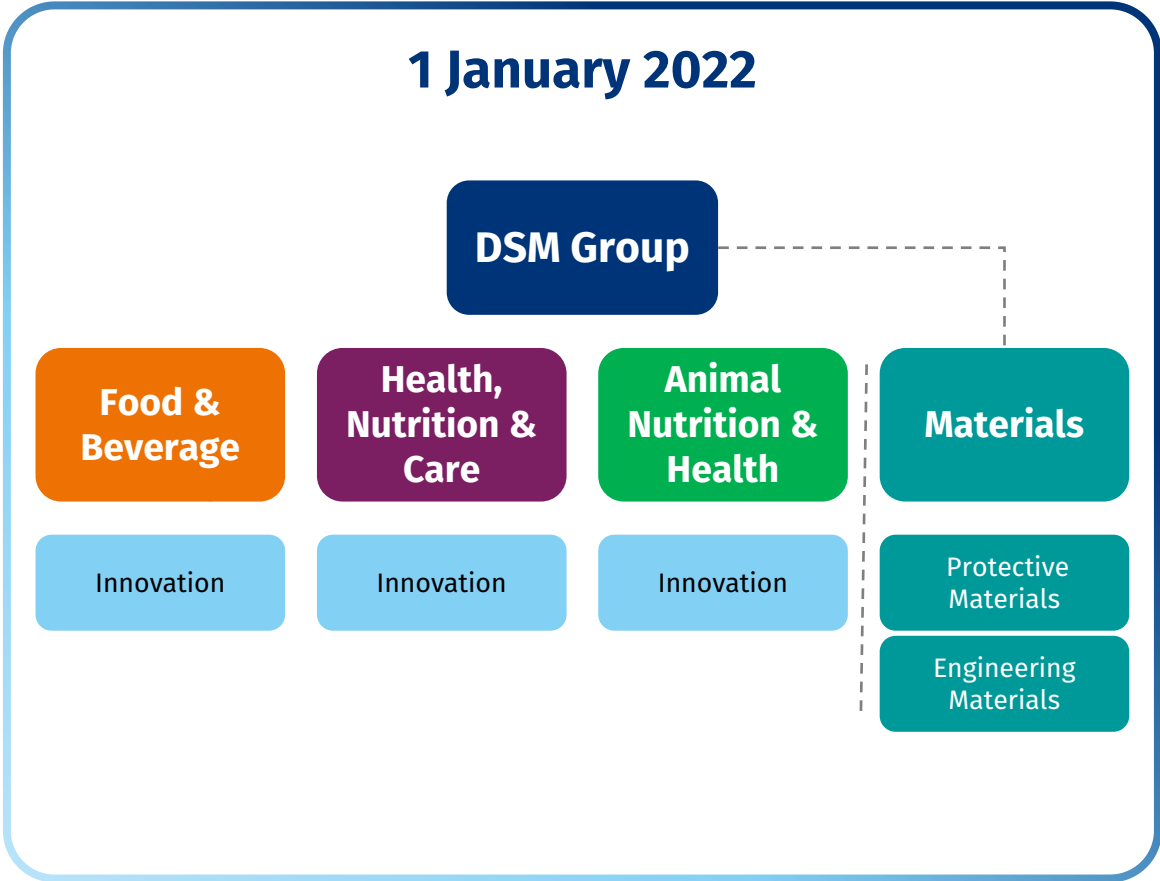 1 January 2022
DSM Group
Food &
Beverage
Health,
Nutrition &
Care
Animal
Nutrition &
Health
Materials
Innovation
Innovation
Innovation
Protective
Materials
Engineering
Materials